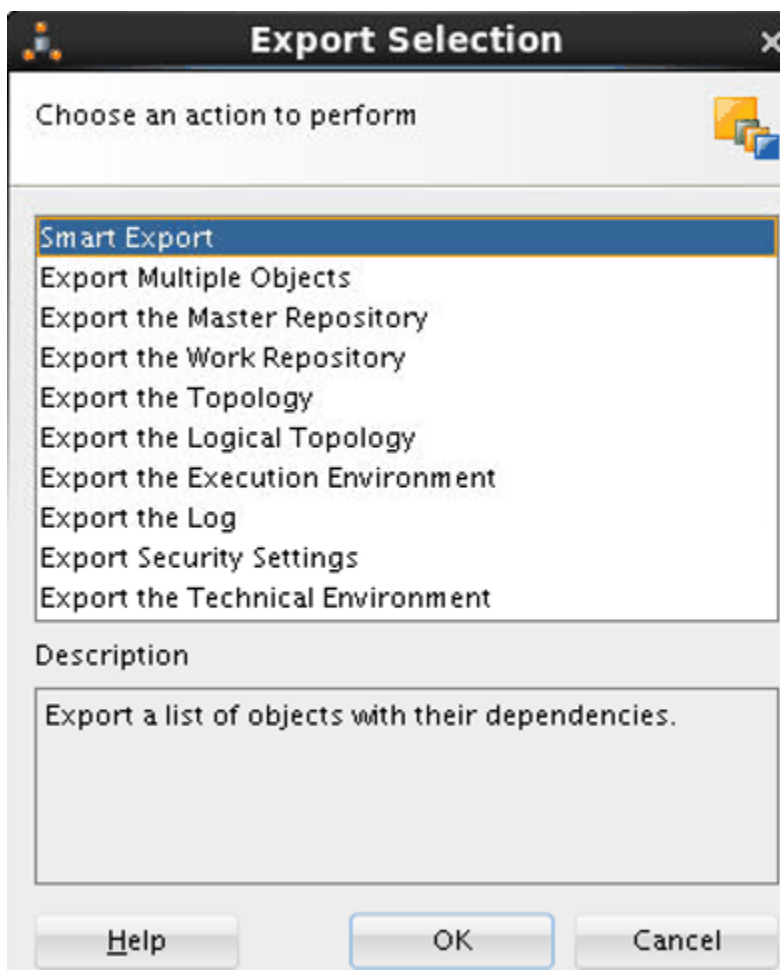 Export Selection
Choose an action to perform
Smart Export
Export Multiple Objects
Export the Master Repository
Export the Work Repository
Export the Topology
Export the Logical Topology
Export the Execution Environment
Export the Log
Export Security Settings
Export the Technical Environment
Description
Export a list of objects with their dependencies.
Help OK Cancel